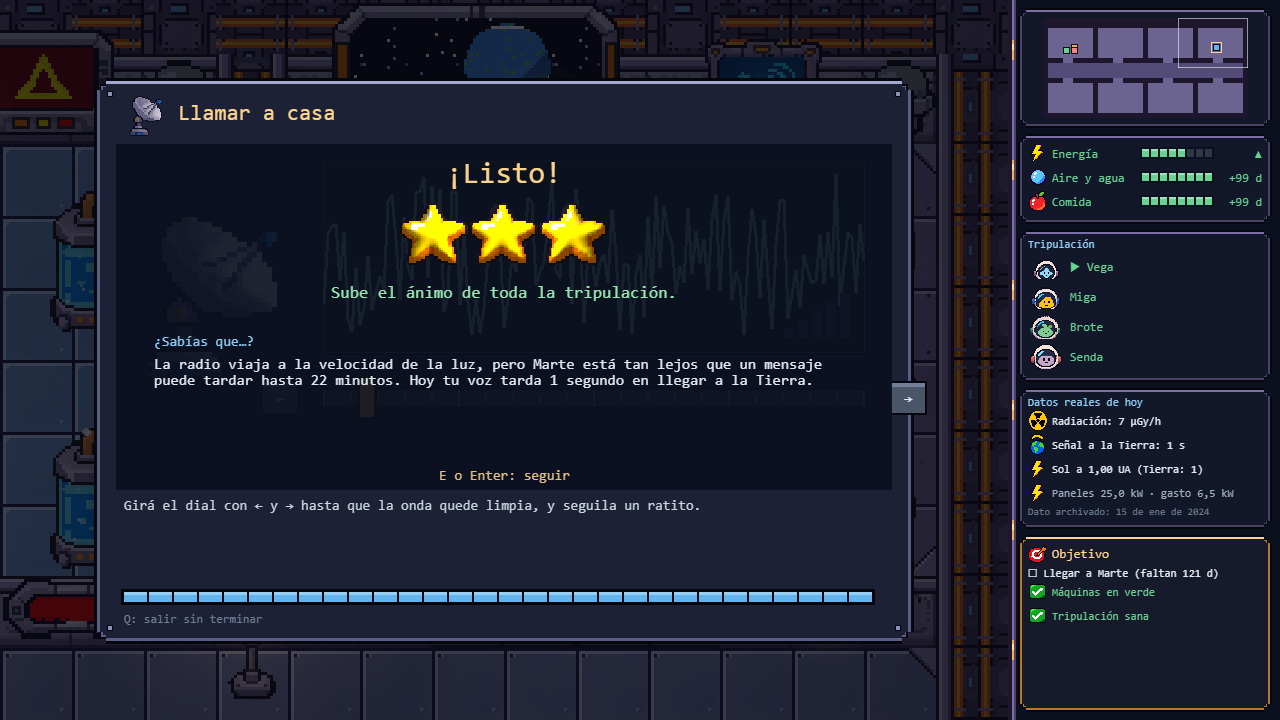 Llamar a casa
¡Listo!
Sube el ánimo de toda la tripulación.
¿Sabías que…?
La radio viaja a la velocidad de la luz, pero Marte está tan lejos que un mensaje
puede tardar hasta 22 minutos. Hoy tu voz tarda 1 segundo en llegar a la Tierra.
→
E o Enter: seguir
Girá el dial con ← y → hasta que la onda quede limpia, y seguila un ratito.
Q: salir sin terminar
Energía ▲
Aire y agua +99 d
Comida +99 d
Tripulación
▶ Vega
Miga
Brote
Senda
Datos reales de hoy
Radiación: 7 µGy/h
Señal a la Tierra: 1 s
Sol a 1,00 UA (Tierra: 1)
Paneles 25,0 kW · gasto 6,5 kW
Dato archivado: 15 de ene de 2024
Objetivo
☐ Llegar a Marte (faltan 121 d)
Máquinas en verde
Tripulación sana